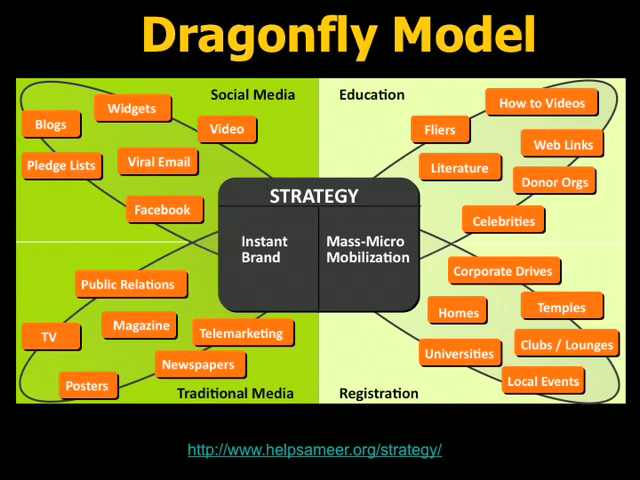 Dragonfly Model
Social Media
Widgets
Blogs
Video
Pledge Lists
Viral Email
Facebook
Education
How to Videos
Fliers
Web Links
Literature
Donor Orgs
Celebrities
STRATEGY
Instant
Brand
Mass-Micro
Mobilization
Public Relations
TV
Magazine
Telemarketing
Newspapers
Posters
Traditional Media
Corporate Drives
Homes
Temples
Universities
Clubs / Lounges
Local Events
Registration
http://www.helpsameer.org/strategy/